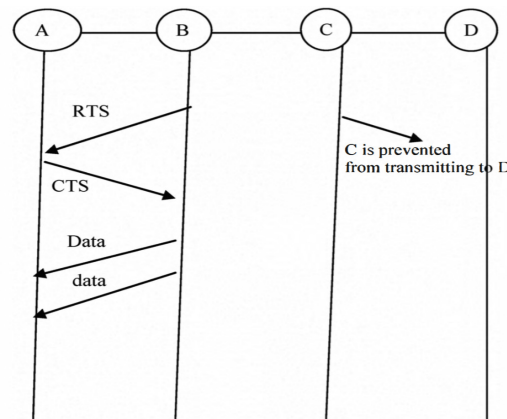 A
B
C
D
RTS
C is prevented
from transmitting to D
CTS
Data
data